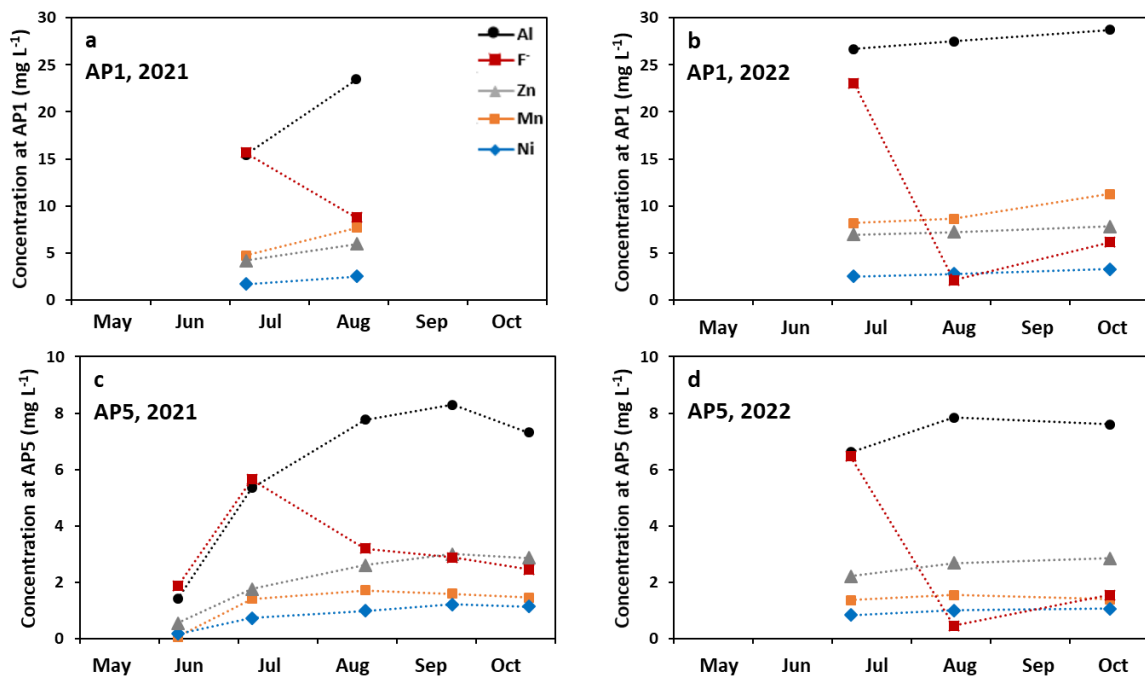 Concentration at AP1 (mg L⁻¹)
30
25
20
15
10
5
0
a
AP1, 2021
Al
F⁻
Zn
Mn
Ni
May Jun Jul Aug Sep Oct
Concentration at AP1 (mg L⁻¹)
30
25
20
15
10
5
0
b
AP1, 2022
May Jun Jul Aug Sep Oct
Concentration at AP5 (mg L⁻¹)
10
8
6
4
2
0
c
AP5, 2021
May Jun Jul Aug Sep Oct
Concentration at AP5 (mg L⁻¹)
10
8
6
4
2
0
d
AP5, 2022
May Jun Jul Aug Sep Oct